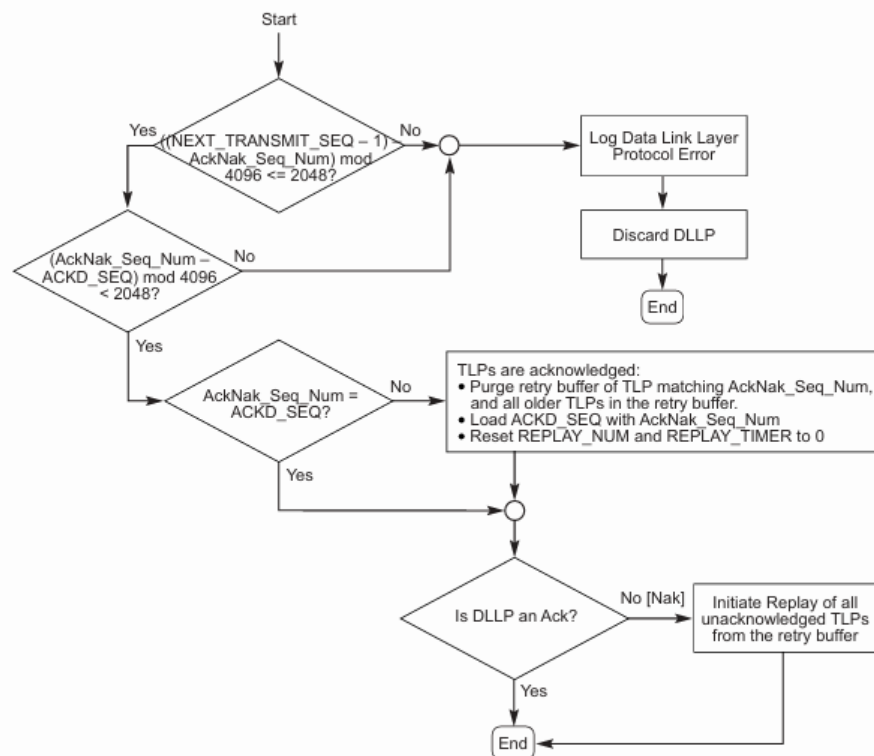 Start
Yes
((NEXT_TRANSMIT_SEQ – 1) –
AckNak_Seq_Num) mod
4096 <= 2048?
No
Log Data Link Layer
Protocol Error
Discard DLLP
End
(AckNak_Seq_Num –
ACKD_SEQ) mod 4096
< 2048?
No
Yes
AckNak_Seq_Num =
ACKD_SEQ?
No
Yes
TLPs are acknowledged:
• Purge retry buffer of TLP matching AckNak_Seq_Num,
and all older TLPs in the retry buffer.
• Load ACKD_SEQ with AckNak_Seq_Num
• Reset REPLAY_NUM and REPLAY_TIMER to 0
Is DLLP an Ack?
No [Nak]
Initiate Replay of all
unacknowledged TLPs
from the retry buffer
Yes
End